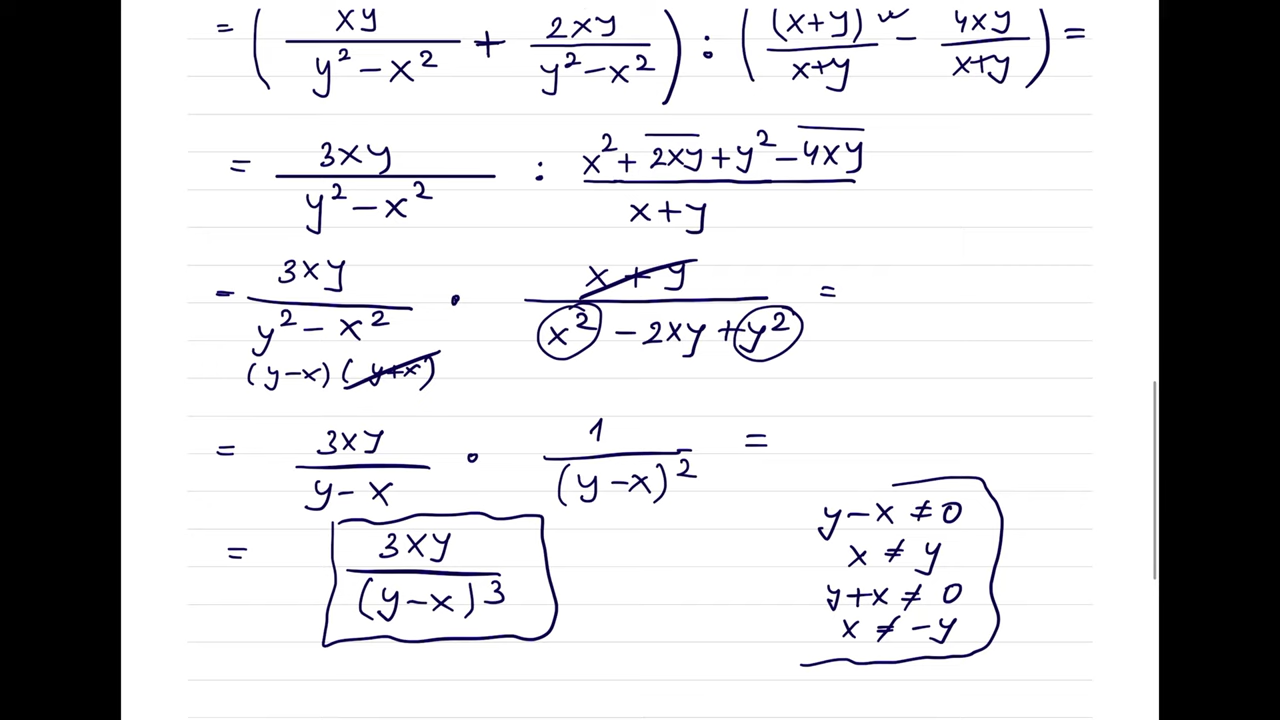 = ( xy / (y² - x²) + 2xy / (y² - x²) ) : ( (x+y) / (x+y) - 4xy / (x+y) ) =
= 3xy / (y² - x²) : (x² + 2xy + y² - 4xy) / (x+y)
- 3xy / (y² - x²) · (x+y) / (x² - 2xy + y²) =
(y-x)(y+x)
= 3xy / (y-x) · 1 / (y-x)² =
= 3xy / (y-x)³
y-x ≠ 0
x ≠ y
y+x ≠ 0
x ≠ -y